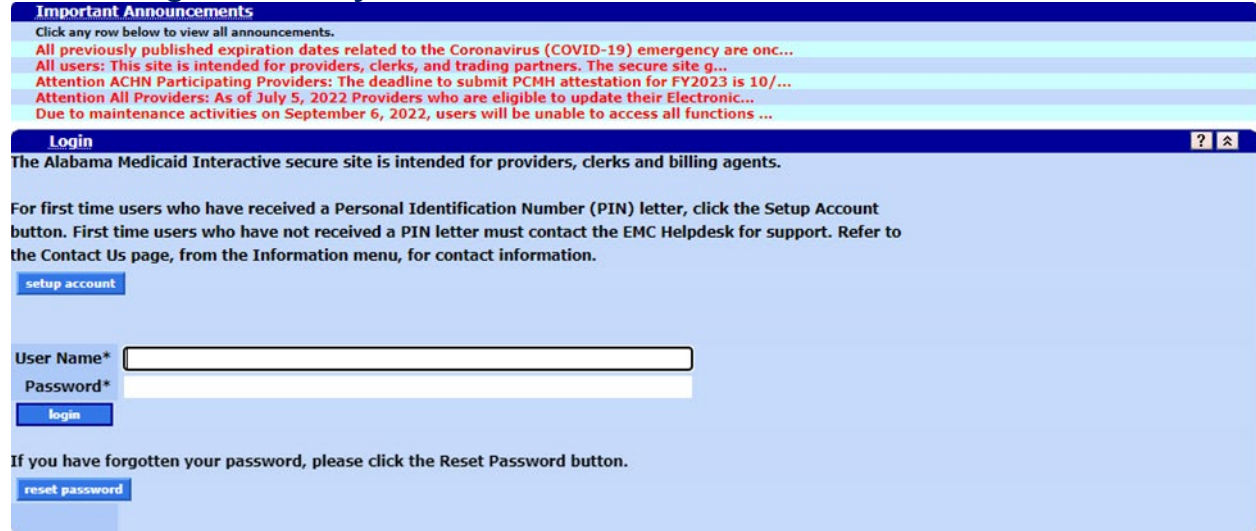 Important Announcements
Click any row below to view all announcements.
All previously published expiration dates related to the Coronavirus (COVID-19) emergency are onc...
All users: This site is intended for providers, clerks, and trading partners. The secure site g...
Attention ACHN Participating Providers: The deadline to submit PCMH attestation for FY2023 is 10/...
Attention All Providers: As of July 5, 2022 Providers who are eligible to update their Electronic...
Due to maintenance activities on September 6, 2022, users will be unable to access all functions ...
Login ?
The Alabama Medicaid Interactive secure site is intended for providers, clerks and billing agents.
For first time users who have received a Personal Identification Number (PIN) letter, click the Setup Account
button. First time users who have not received a PIN letter must contact the EMC Helpdesk for support. Refer to
the Contact Us page, from the Information menu, for contact information.
setup account
User Name*
Password*
login
If you have forgotten your password, please click the Reset Password button.
reset password